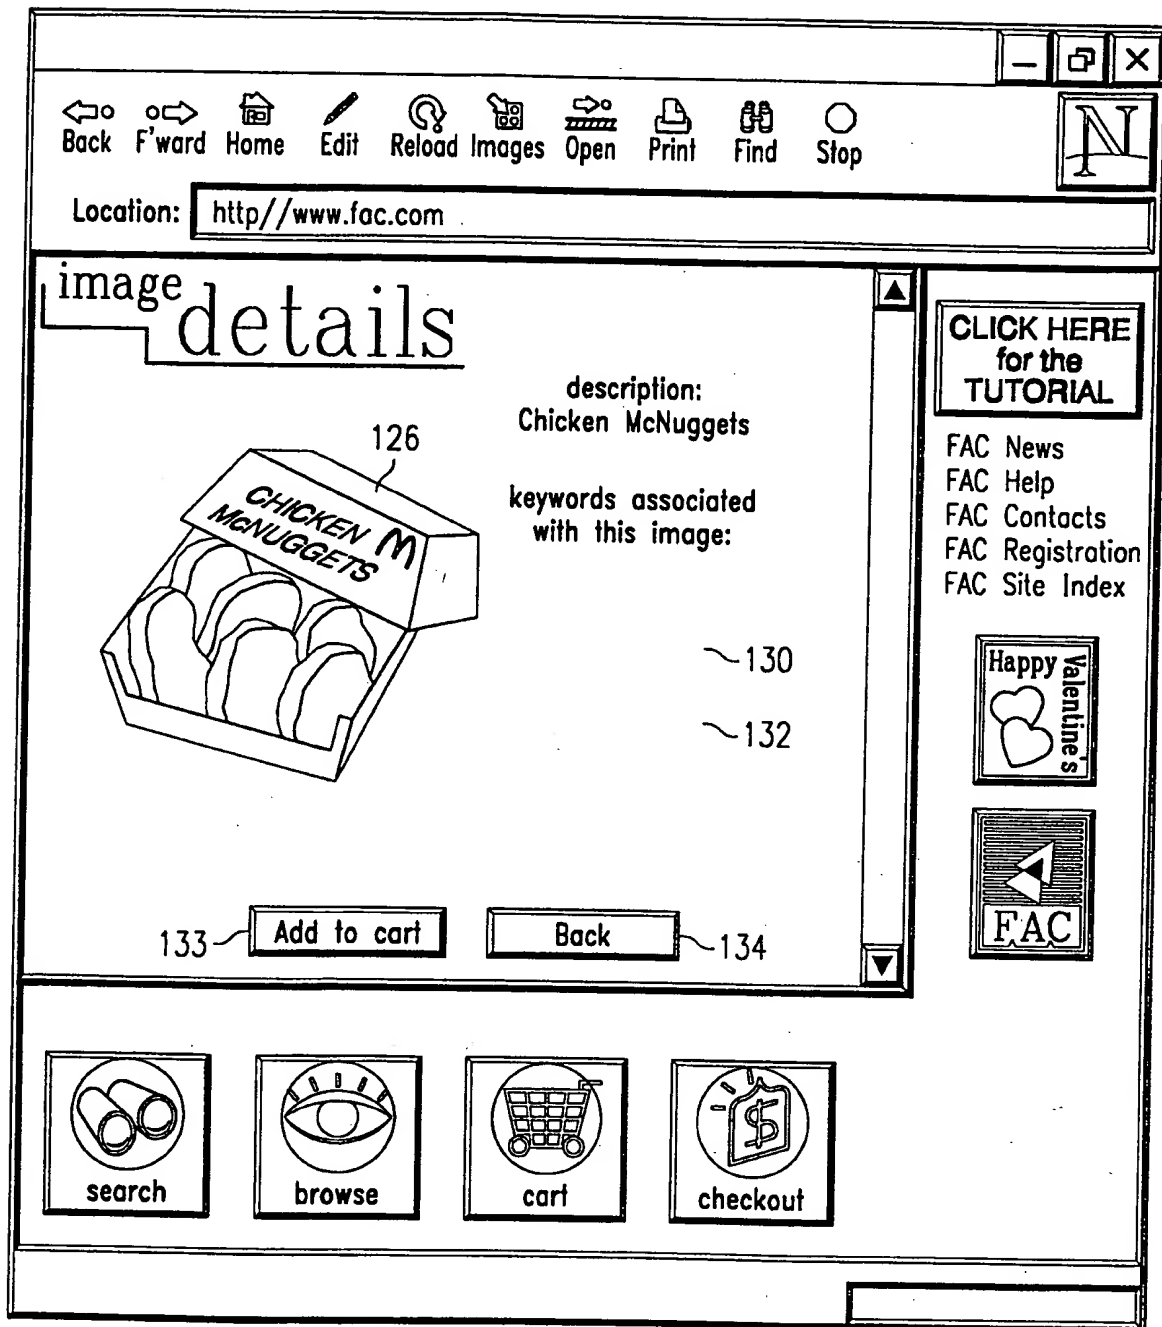 Back F'ward Home Edit Reload Images Open Print Find Stop
N
Location: http//www.fac.com
image
details
description:
Chicken McNuggets
keywords associated
with this image:
126
CHICKEN
McNUGGETS M
130
132
133 Add to cart
Back 134
CLICK HERE
for the
TUTORIAL
FAC News
FAC Help
FAC Contacts
FAC Registration
FAC Site Index
Happy
Valentine's
FAC
search
browse
cart
$
checkout